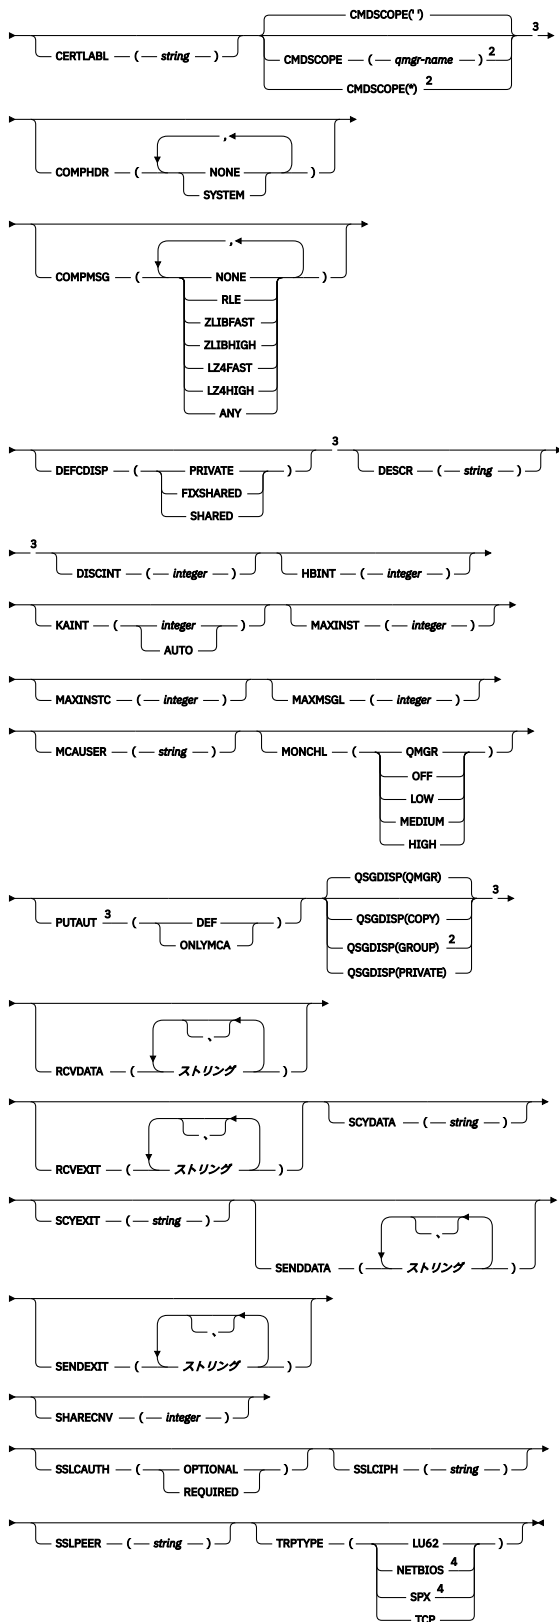 CMDSCOPE(' ')
3
CERTLABL ( string )
CMDSCOPE ( qmgr-name ) 2
CMDSCOPE(*) 2
,
COMPHDR ( NONE )
SYSTEM
,
COMPMSG ( NONE )
RLE
ZLIBFAST
ZLIBHIGH
LZ4FAST
LZ4HIGH
ANY
3
DEFCDISP ( PRIVATE ) DESCR ( string )
FIXSHARED
SHARED
3
DISCINT ( integer ) HBINT ( integer )
KAINT ( integer ) MAXINST ( integer )
AUTO
MAXINSTC ( integer ) MAXMSGL ( integer )
MCAUSER ( string ) MONCHL ( QMGR )
OFF
LOW
MEDIUM
HIGH
QSGDISP(QMGR)
3
PUTAUT 3 ( DEF ) QSGDISP(COPY)
ONLYMCA QSGDISP(GROUP) 2
QSGDISP(PRIVATE)
、
RCVDATA ( ストリング )
、
SCYDATA ( string )
RCVEXIT ( ストリング )
SCYEXIT ( string )
、
SENDDATA ( ストリング )
、
SENDEXIT ( ストリング )
SHARECNV ( integer )
SSLCAUTH ( OPTIONAL ) SSLCIPH ( string )
REQUIRED
SSLPEER ( string ) TRPTYPE ( LU62 )
NETBIOS 4
SPX 4
TCP